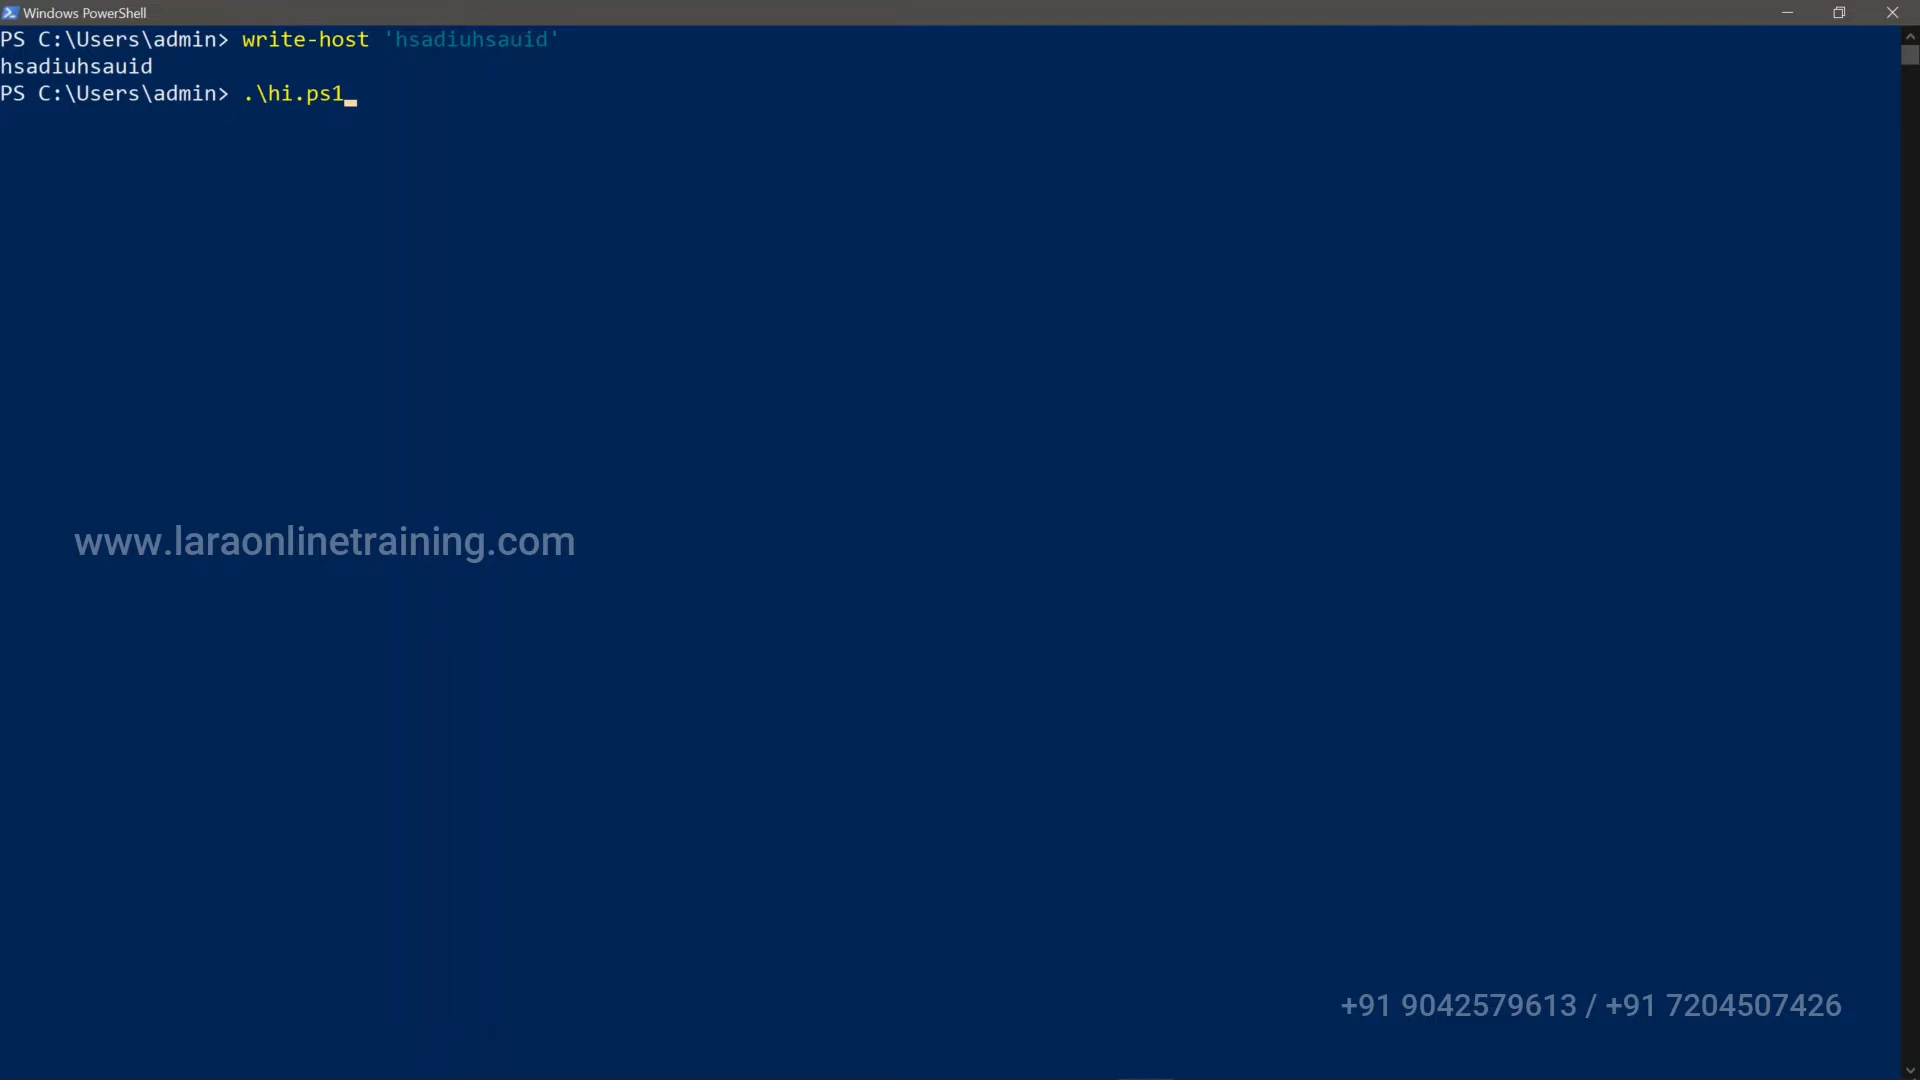 Windows PowerShell
PS C:\Users\admin> write-host 'hsadiuhsauid'
hsadiuhsauid
PS C:\Users\admin> .\hi.ps1
www.laraonlinetraining.com
+91 9042579613 / +91 7204507426